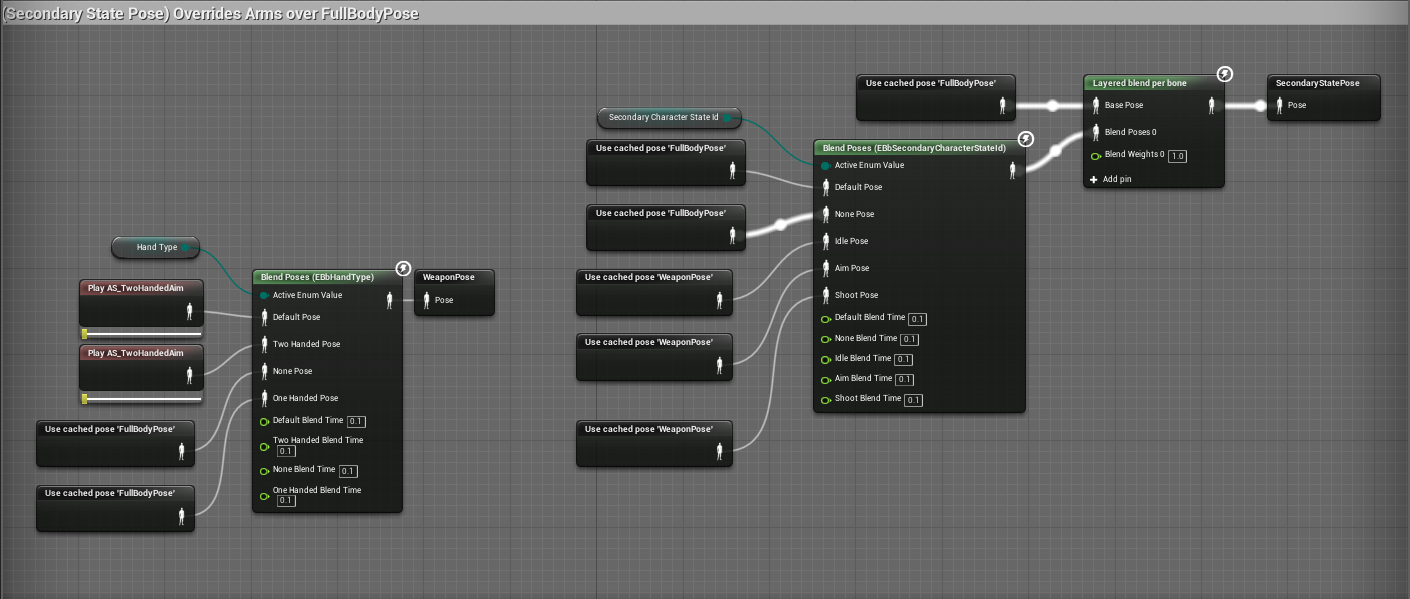 (Secondary State Pose) Overrides Arms over FullBodyPose
Use cached pose 'FullBodyPose'
Layered blend per bone
Base Pose
Blend Poses 0
Blend Weights 0 1.0
Add pin
SecondaryStatePose
Pose
Secondary Character State Id
Use cached pose 'FullBodyPose'
Use cached pose 'FullBodyPose'
Use cached pose 'WeaponPose'
Use cached pose 'WeaponPose'
Use cached pose 'WeaponPose'
Blend Poses (EBbSecondaryCharacterStateId)
Active Enum Value
Default Pose
None Pose
Idle Pose
Aim Pose
Shoot Pose
Default Blend Time 0.1
None Blend Time 0.1
Idle Blend Time 0.1
Aim Blend Time 0.1
Shoot Blend Time 0.1
Hand Type
Play AS_TwoHandedAim
Play AS_TwoHandedAim
Use cached pose 'FullBodyPose'
Use cached pose 'FullBodyPose'
Blend Poses (EBbHandType)
Active Enum Value
Default Pose
Two Handed Pose
None Pose
One Handed Pose
Default Blend Time 0.1
Two Handed Blend Time
0.1
None Blend Time 0.1
One Handed Blend Time
0.1
WeaponPose
Pose